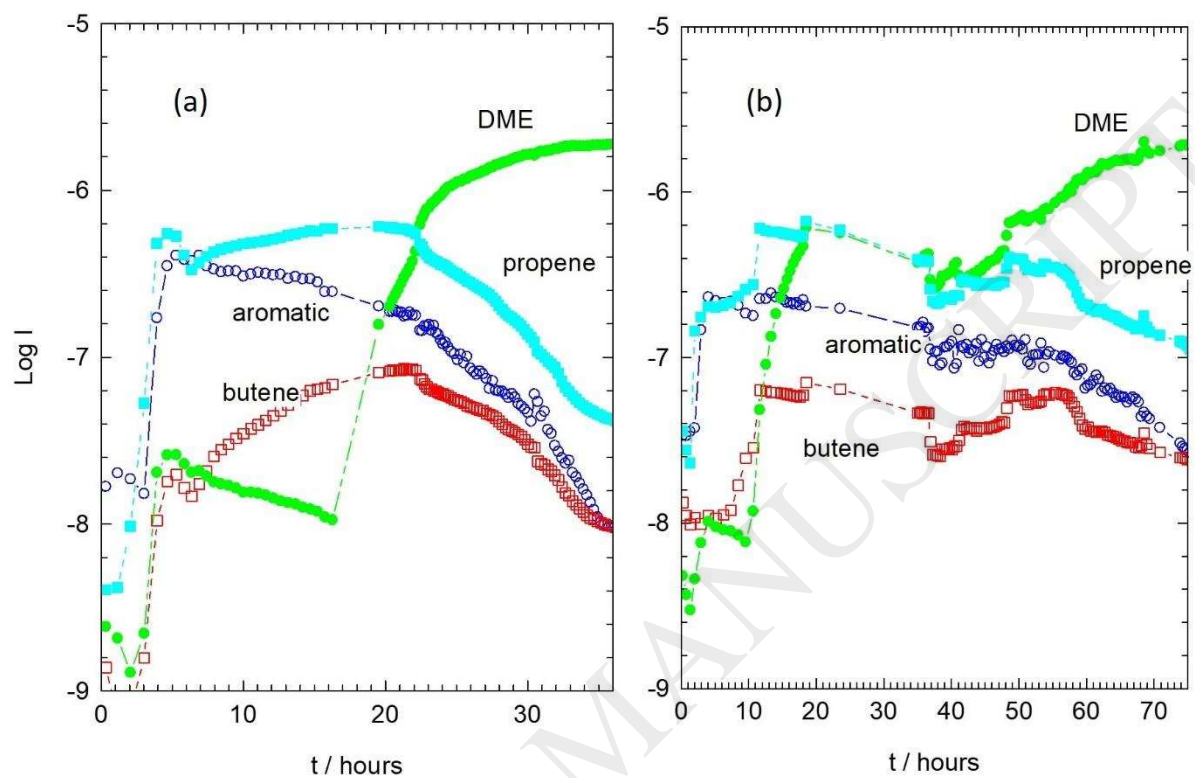 (a)
DME
propene
aromatic
butene
Log I
-5
-6
-7
-8
-9
0
10
20
30
t / hours
(b)
DME
propene
aromatic
butene
-5
-6
-7
-8
-9
0
10
20
30
40
50
60
70
t / hours
MANUSCRIPT